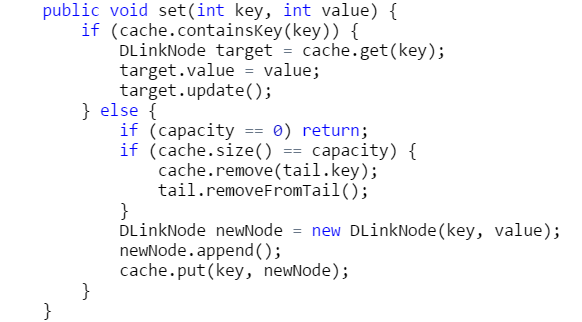 public void set(int key, int value) {
    if (cache.containsKey(key)) {
        DLinkNode target = cache.get(key);
        target.value = value;
        target.update();
    } else {
        if (capacity == 0) return;
        if (cache.size() == capacity) {
            cache.remove(tail.key);
            tail.removeFromTail();
        }
        DLinkNode newNode = new DLinkNode(key, value);
        newNode.append();
        cache.put(key, newNode);
    }
}